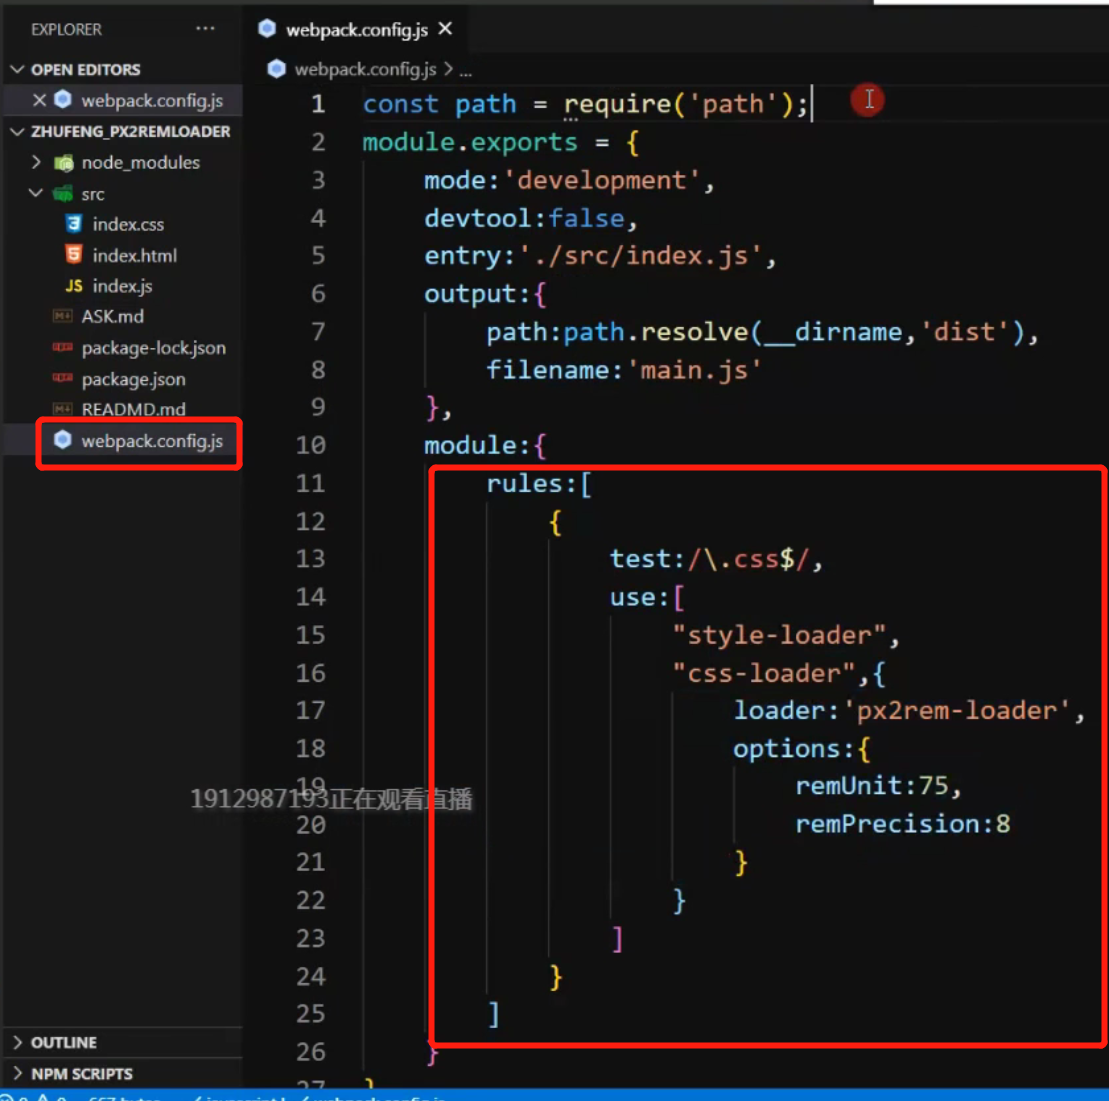 EXPLORER ...
webpack.config.js
OPEN EDITORS
webpack.config.js
ZHUFENG_PX2REMLOADER
node_modules
src
index.css
index.html
JS index.js
ASK.md
package-lock.json
package.json
READMD.md
webpack.config.js
OUTLINE
NPM SCRIPTS
webpack.config.js > ...
1 const path = require('path');
2 module.exports = {
3 mode:'development',
4 devtool:false,
5 entry:'./src/index.js',
6 output:{
7 path:path.resolve(__dirname,'dist'),
8 filename:'main.js'
9 },
10 module:{
11 rules:[
12 {
13 test:/\.css$/,
14 use:[
15 "style-loader",
16 "css-loader",{
17 loader:'px2rem-loader',
18 options:{
19 remUnit:75,
20 remPrecision:8
21 }
22 }
23 ]
24 }
25 ]
26 }
27 }
1912987193正在观看直播